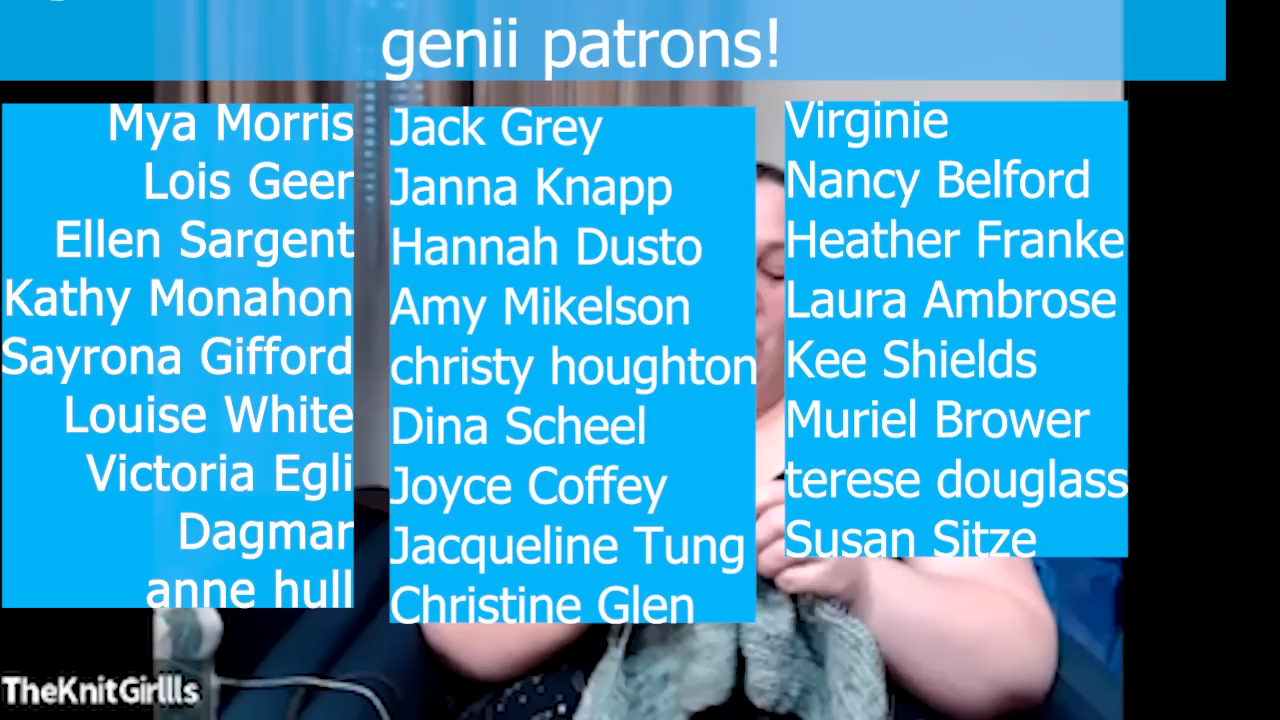 genii patrons!
Mya Morris
Lois Geer
Ellen Sargent
Kathy Monahon
Sayrona Gifford
Louise White
Victoria Egli
Dagmar
anne hull
Jack Grey
Janna Knapp
Hannah Dusto
Amy Mikelson
christy houghton
Dina Scheel
Joyce Coffey
Jacqueline Tung
Christine Glen
Virginie
Nancy Belford
Heather Franke
Laura Ambrose
Kee Shields
Muriel Brower
terese douglass
Susan Sitze
TheKnitGirllls